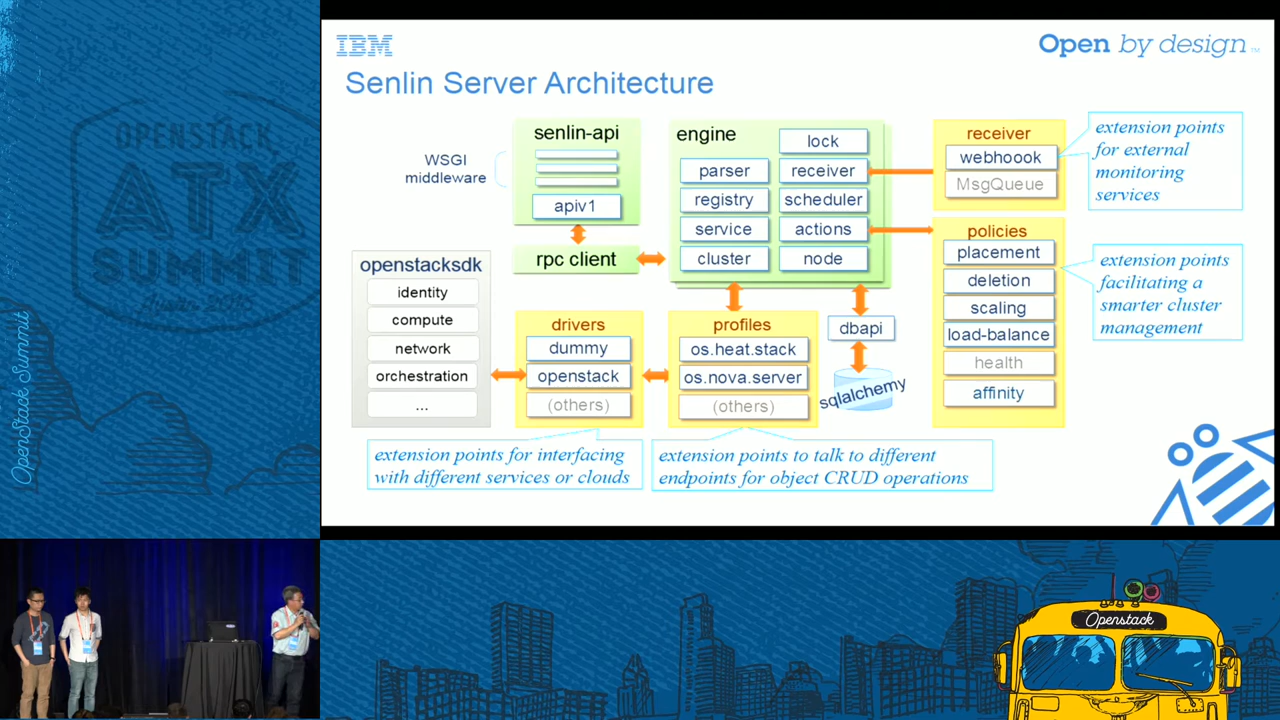 IBM
Open by design™
Senlin Server Architecture
WSGI
middleware
senlin-api
apiv1
rpc client
engine
lock
parser
receiver
registry
scheduler
service
actions
cluster
node
receiver
webhoook
MsgQueue
extension points
for external
monitoring
services
policies
placement
deletion
scaling
load-balance
health
affinity
extension points
facilitating a
smarter cluster
management
openstacksdk
identity
compute
network
orchestration
...
drivers
dummy
openstack
(others)
profiles
os.heat.stack
os.nova.server
(others)
dbapi
sqlalchemy
extension points for interfacing
with different services or clouds
extension points to talk to different
endpoints for object CRUD operations
OPENSTACK
ATX
SUMMIT
OpenStack Summit
Openstack